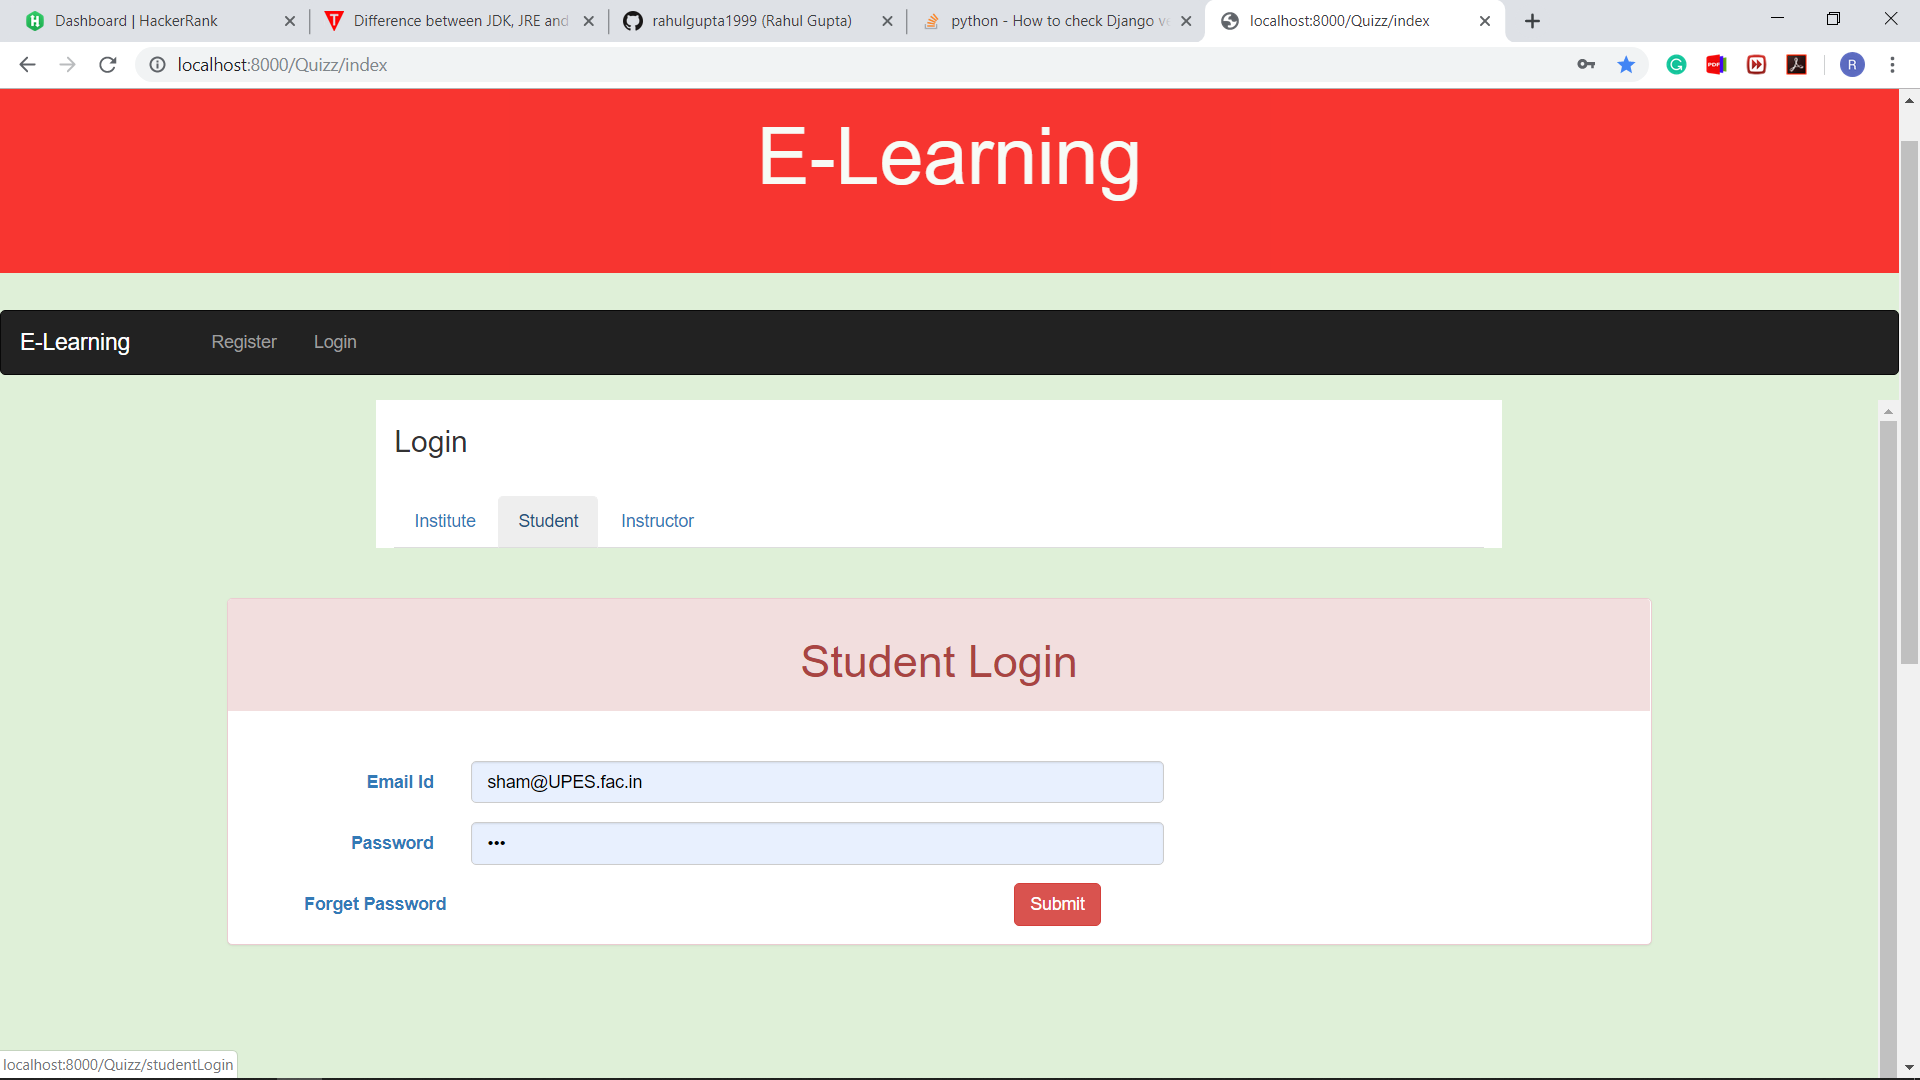 Dashboard | HackerRank
Difference between JDK, JRE and
rahulgupta1999 (Rahul Gupta)
python - How to check Django ve
localhost:8000/Quizz/index
localhost:8000/Quizz/index
PDF
R
E-Learning
E-Learning Register Login
Login
Institute Student Instructor
Student Login
Email Id sham@UPES.fac.in
Password •••
Forget Password Submit
localhost:8000/Quizz/studentLogin